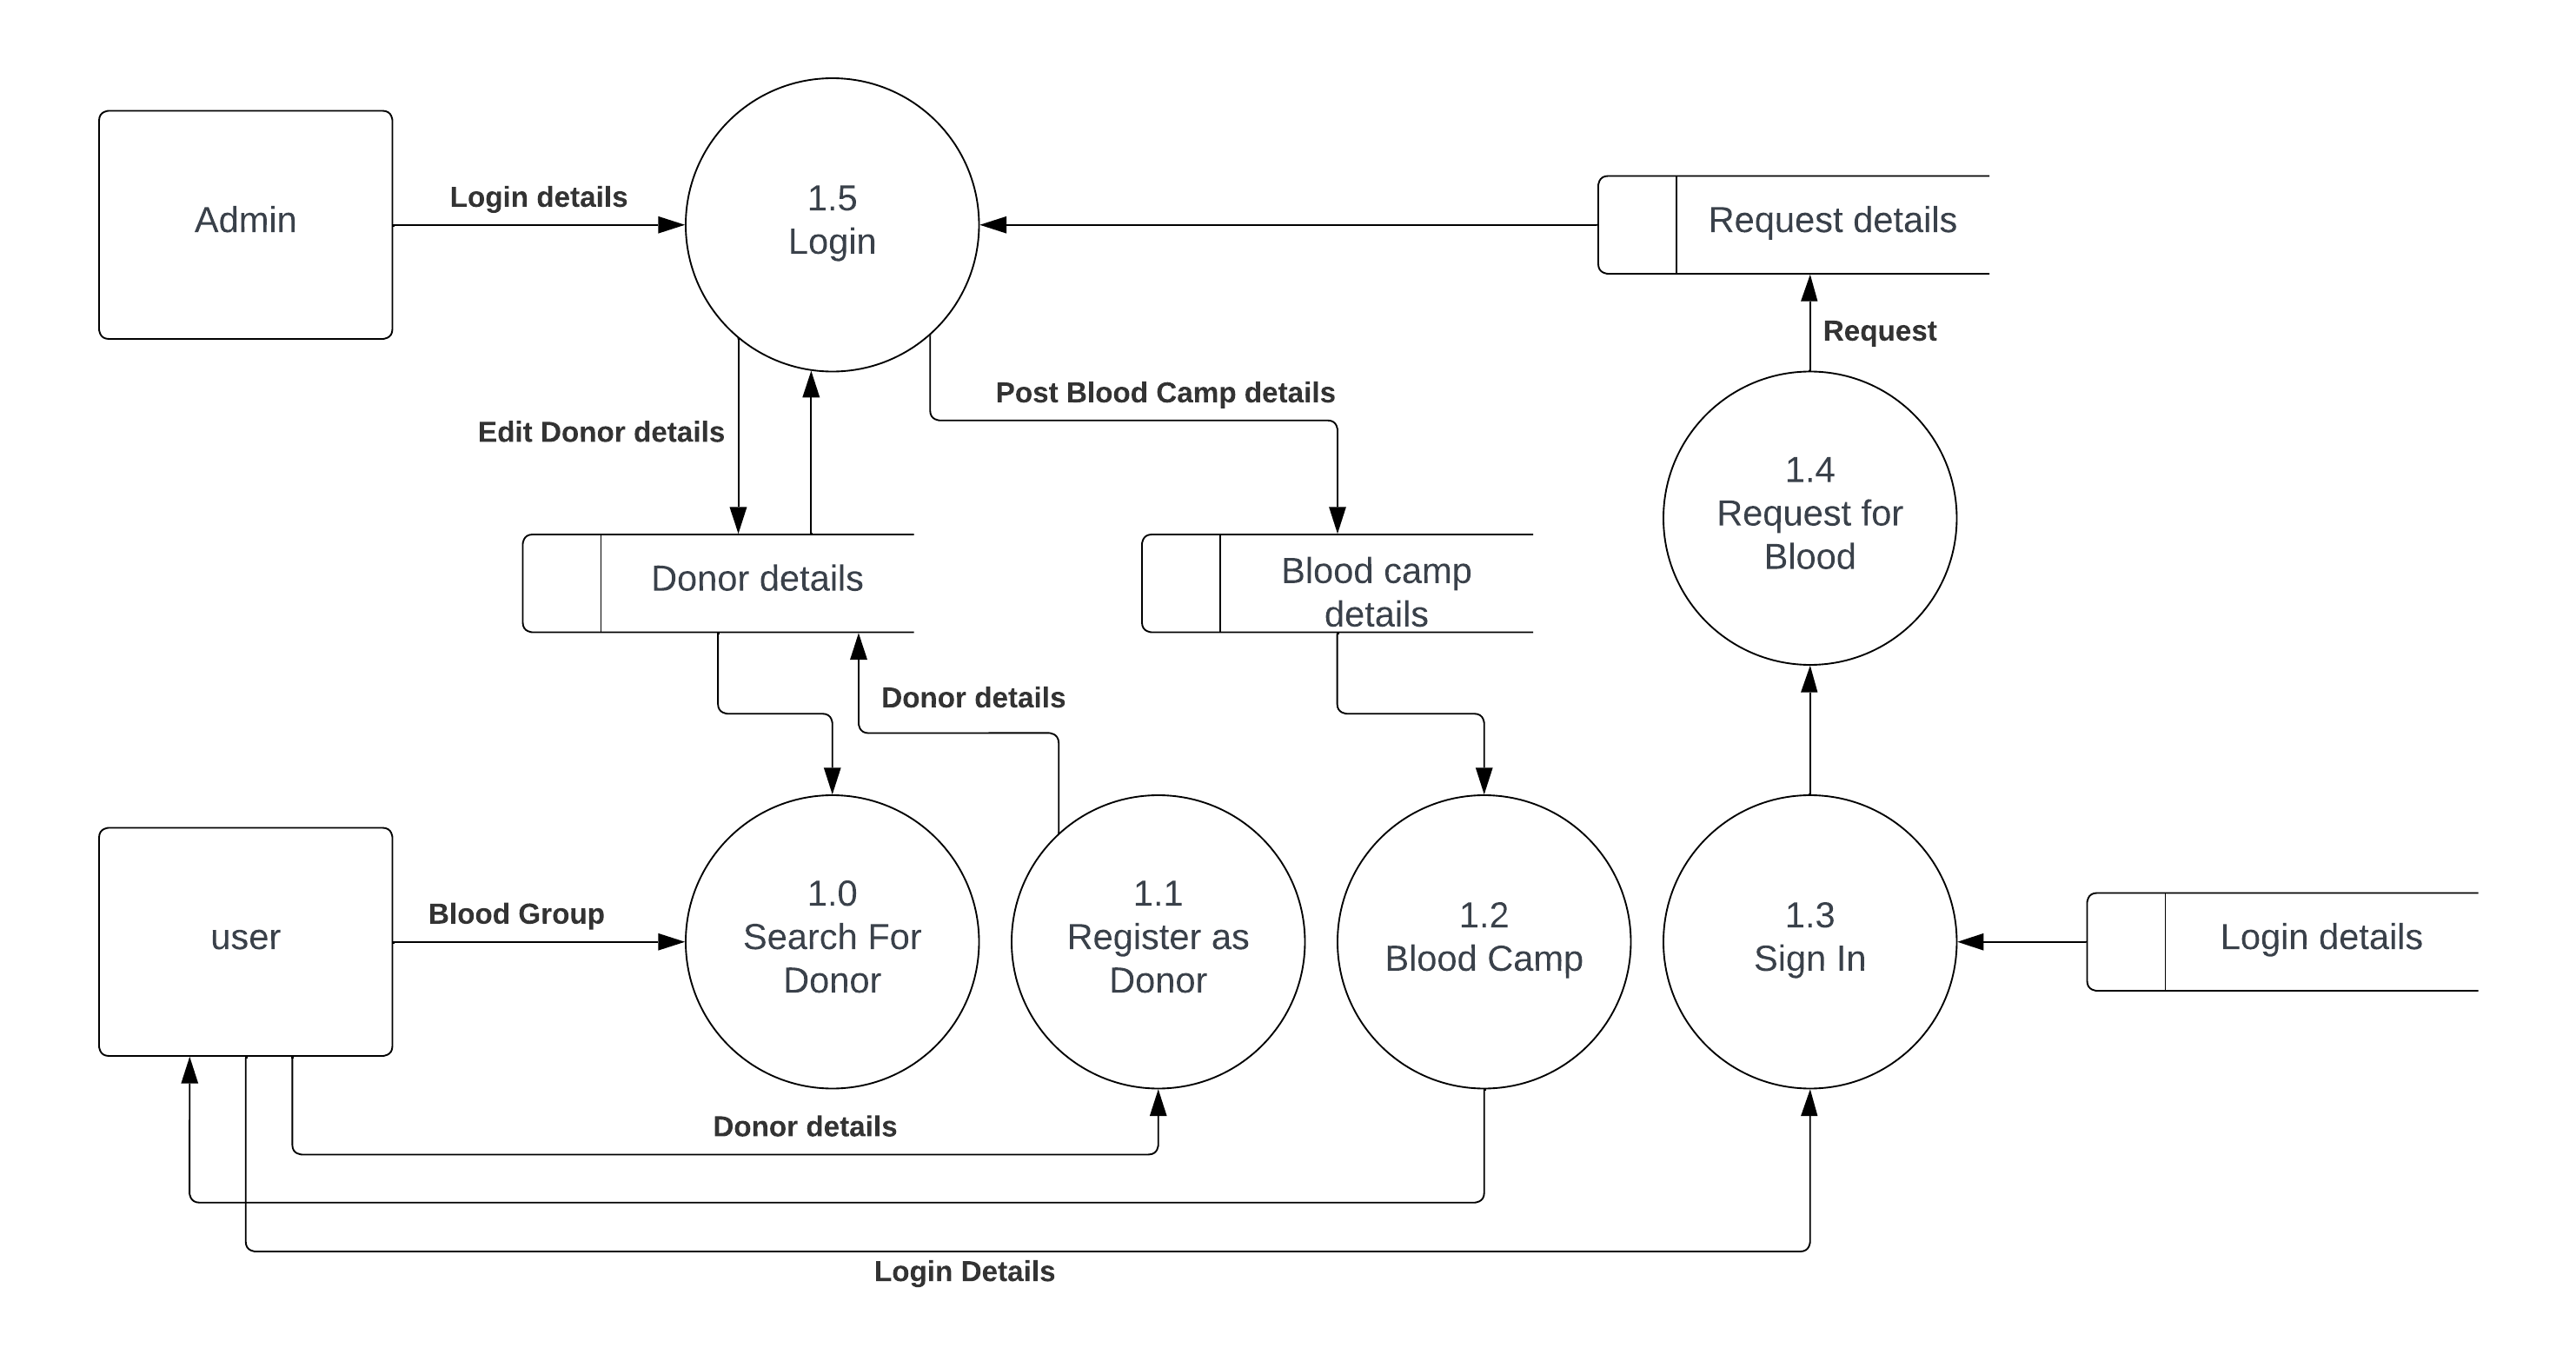 Admin
Login details
1.5
Login
Request details
Request
Post Blood Camp details
Edit Donor details
1.4
Request for
Blood
Donor details
Blood camp
details
Donor details
user
Blood Group
1.0
Search For
Donor
1.1
Register as
Donor
1.2
Blood Camp
1.3
Sign In
Login details
Donor details
Login Details